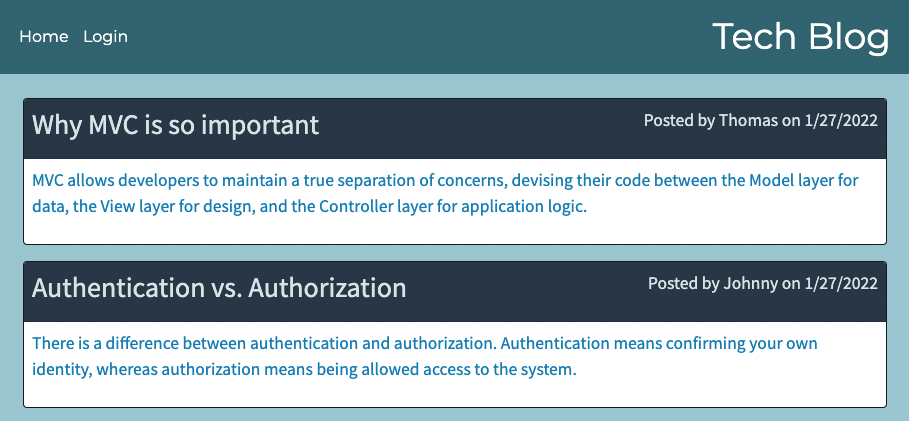 Home Login Tech Blog
Why MVC is so important Posted by Thomas on 1/27/2022
MVC allows developers to maintain a true separation of concerns, devising their code between the Model layer for
data, the View layer for design, and the Controller layer for application logic.
Authentication vs. Authorization Posted by Johnny on 1/27/2022
There is a difference between authentication and authorization. Authentication means confirming your own
identity, whereas authorization means being allowed access to the system.